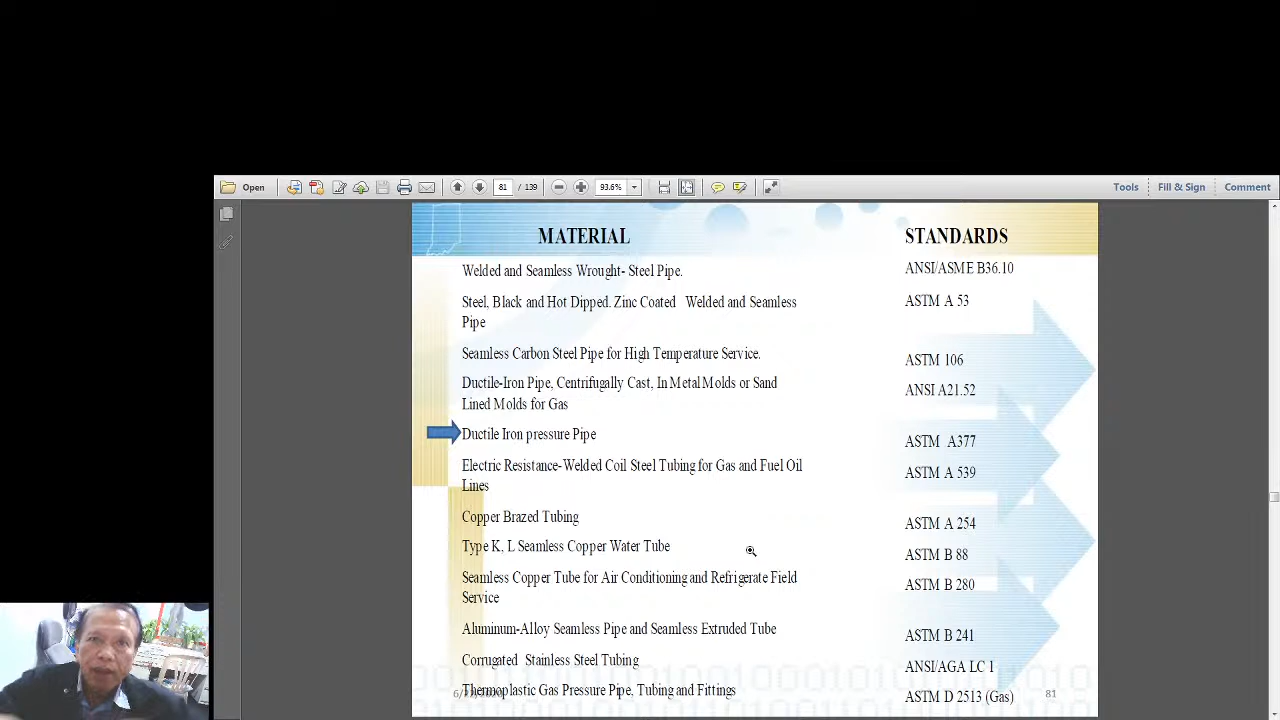 Open 81 / 139 93.6% Tools Fill & Sign Comment
MATERIAL STANDARDS
Welded and Seamless Wrought- Steel Pipe. ANSI/ASME B36.10
Steel, Black and Hot Dipped. Zinc Coated Welded and Seamless ASTM A 53
Pipe
Seamless Carbon Steel Pipe for High Temperature Service. ASTM 106
Ductile-Iron Pipe, Centrifugally Cast. In Metal Molds or Sand ANSI A21.52
Lined Molds for Gas
Ductile iron pressure Pipe ASTM A377
Electric Resistance-Welded Coil Steel Tubing for Gas and Fuel Oil ASTM A 539
Lines
Copper Brazed ASTM A 254
Type K, L Seamless Copper Water Tube ASTM B 88
Seamless Copper Tube for Air Conditioning and Refrigerate Field ASTM B 280
Service
Aluminum-Alloy Seamless Pipe and Seamless Extruded Tube ASTM B 241
Corrugated Stainless Steel Tubing ANSI/AGA LC 1
Thermoplastic Gas Pressure Pipe, Tubing and Fittings ASTM D 2513 (Gas)
6/ 81